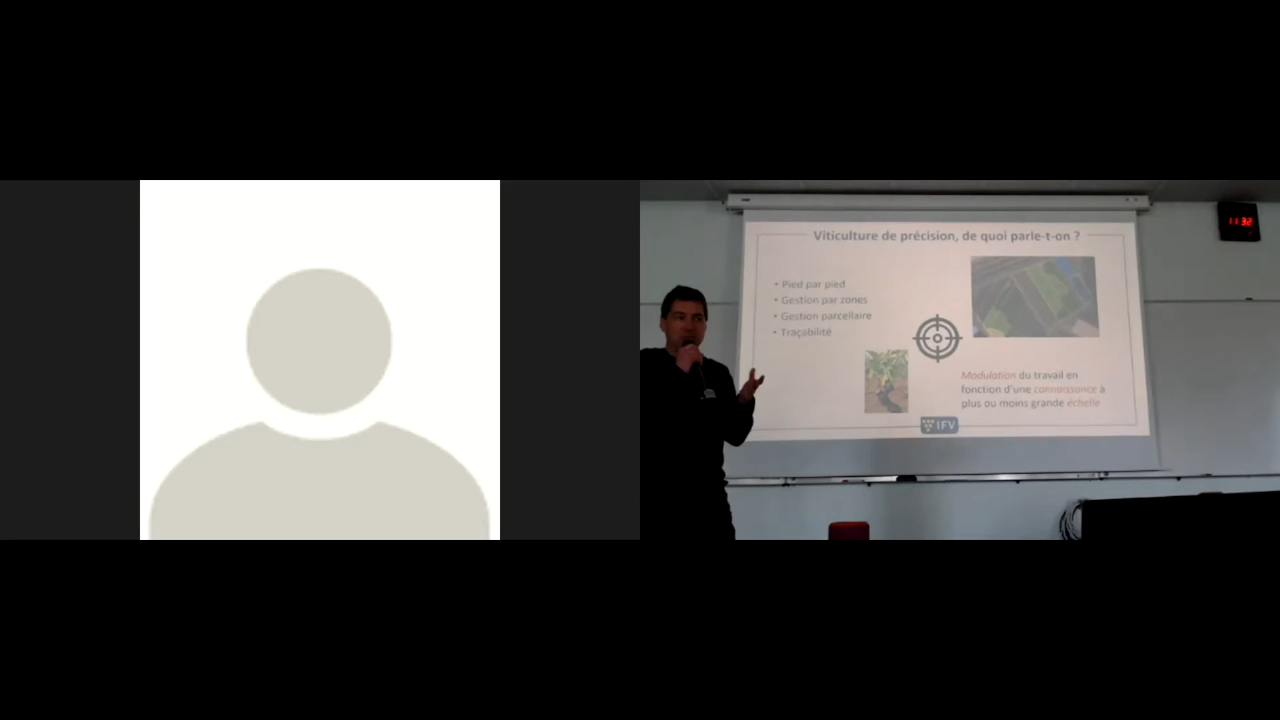 Viticulture de précision, de quoi parle-t-on ?
• Pied par pied
• Gestion par zones
• Gestion parcellaire
• Traçabilité
Modulation du travail en
fonction d'une connaissance à
plus ou moins grande échelle
IFV
11 32